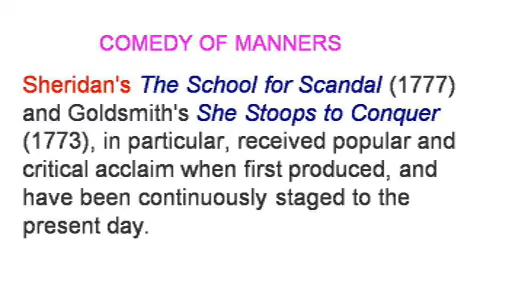 COMEDY OF MANNERS
Sheridan's The School for Scandal (1777)
and Goldsmith's She Stoops to Conquer
(1773), in particular, received popular and
critical acclaim when first produced, and
have been continuously staged to the
present day.